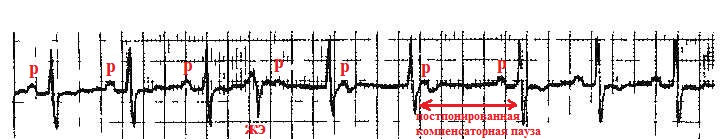 р р р р р р р
ЖЭ
постпонированная
компенсаторная пауза